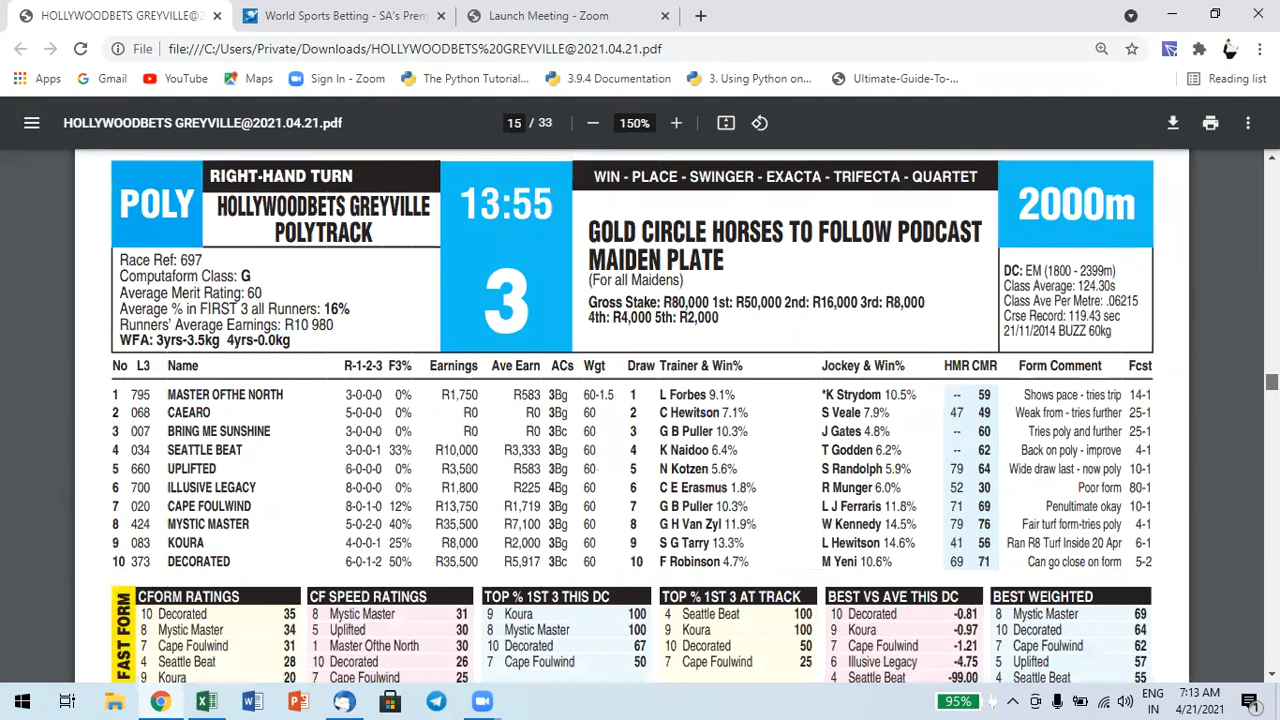 HOLLYWOODBETS GREYVILLE@2
World Sports Betting - SA's Prem
Launch Meeting - Zoom
File
file:///C:/Users/Private/Downloads/HOLLYWOODBETS%20GREYVILLE@2021.04.21.pdf
Apps Gmail YouTube Maps Sign In - Zoom The Python Tutorial... 3.9.4 Documentation 3. Using Python on... Ultimate-Guide-To-... Reading list
HOLLYWOODBETS GREYVILLE@2021.04.21.pdf
15 / 33
150%
POLY
RIGHT-HAND TURN
HOLLYWOODBETS GREYVILLE
POLYTRACK
Race Ref: 697
Computaform Class: G
Average Merit Rating: 60
Average % in FIRST 3 all Runners: 16%
Runners' Average Earnings: R10 980
WFA: 3yrs-3.5kg 4yrs-0.0kg
13:55
3
WIN - PLACE - SWINGER - EXACTA - TRIFECTA - QUARTET
GOLD CIRCLE HORSES TO FOLLOW PODCAST
MAIDEN PLATE
(For all Maidens)
Gross Stake: R80,000 1st: R50,000 2nd: R16,000 3rd: R8,000
4th: R4,000 5th: R2,000
2000m
DC: EM (1800 - 2399m)
Class Average: 124.30s
Class Ave Per Metre: .06215
Crse Record: 119.43 sec
21/11/2014 BUZZ 60kg
No L3 Name R-1-2-3 F3% Earnings Ave Earn ACs Wgt Draw Trainer & Win% Jockey & Win% HMR CMR Form Comment Fcst
1 795 MASTER OFTHE NORTH 3-0-0-0 0% R1,750 R583 3Bg 60-1.5 1 L Forbes 9.1% *K Strydom 10.5% -- 59 Shows pace - tries trip 14-1
2 068 CAEARO 5-0-0-0 0% R0 R0 3Bg 60 2 C Hewitson 7.1% S Veale 7.9% 47 49 Weak from - tries further 25-1
3 007 BRING ME SUNSHINE 3-0-0-0 0% R0 R0 3Bc 60 3 G B Puller 10.3% J Gates 4.8% -- 60 Tries poly and further 25-1
4 034 SEATTLE BEAT 3-0-0-1 33% R10,000 R3,333 3Bg 60 4 K Naidoo 6.4% T Godden 6.2% -- 62 Back on poly - improve 4-1
5 660 UPLIFTED 6-0-0-0 0% R3,500 R583 3Bg 60 5 N Kotzen 5.6% S Randolph 5.9% 79 64 Wide draw last - now poly 10-1
6 700 ILLUSIVE LEGACY 8-0-0-0 0% R1,800 R225 4Bg 60 6 C E Erasmus 1.8% R Munger 6.0% 52 30 Poor form 80-1
7 020 CAPE FOULWIND 8-0-1-0 12% R13,750 R1,719 3Bg 60 7 G B Puller 10.3% L J Ferraris 11.8% 71 69 Penultimate okay 10-1
8 424 MYSTIC MASTER 5-0-2-0 40% R35,500 R7,100 3Bg 60 8 G H Van Zyl 11.9% W Kennedy 14.5% 79 76 Fair turf form-tries poly 4-1
9 083 KOURA 4-0-0-1 25% R8,000 R2,000 3Bg 60 9 S G Tarry 13.3% L Hewitson 14.6% 41 56 Ran R8 Turf Inside 20 Apr 6-1
10 373 DECORATED 6-0-1-2 50% R35,500 R5,917 3Bc 60 10 F Robinson 4.7% M Yeni 10.6% 69 71 Can go close on form 5-2
FAST FORM
CFORM RATINGS
10 Decorated 35
8 Mystic Master 34
7 Cape Foulwind 31
4 Seattle Beat 28
9 Koura 20
CF SPEED RATINGS
8 Mystic Master 31
5 Uplifted 30
1 Master Ofthe North 30
10 Decorated 26
7 Cape Foulwind 25
TOP % 1ST 3 THIS DC
9 Koura 100
8 Mystic Master 100
10 Decorated 67
7 Cape Foulwind 50
TOP % 1ST 3 AT TRACK
4 Seattle Beat 100
9 Koura 100
10 Decorated 50
7 Cape Foulwind 25
BEST VS AVE THIS DC
10 Decorated -0.81
9 Koura -0.97
7 Cape Foulwind -1.21
6 Illusive Legacy -4.75
4 Seattle Beat -99.00
BEST WEIGHTED
8 Mystic Master 69
10 Decorated 64
7 Cape Foulwind 62
5 Uplifted 57
4 Seattle Beat 55
95%
ENG
IN
7:13 AM
4/21/2021
1